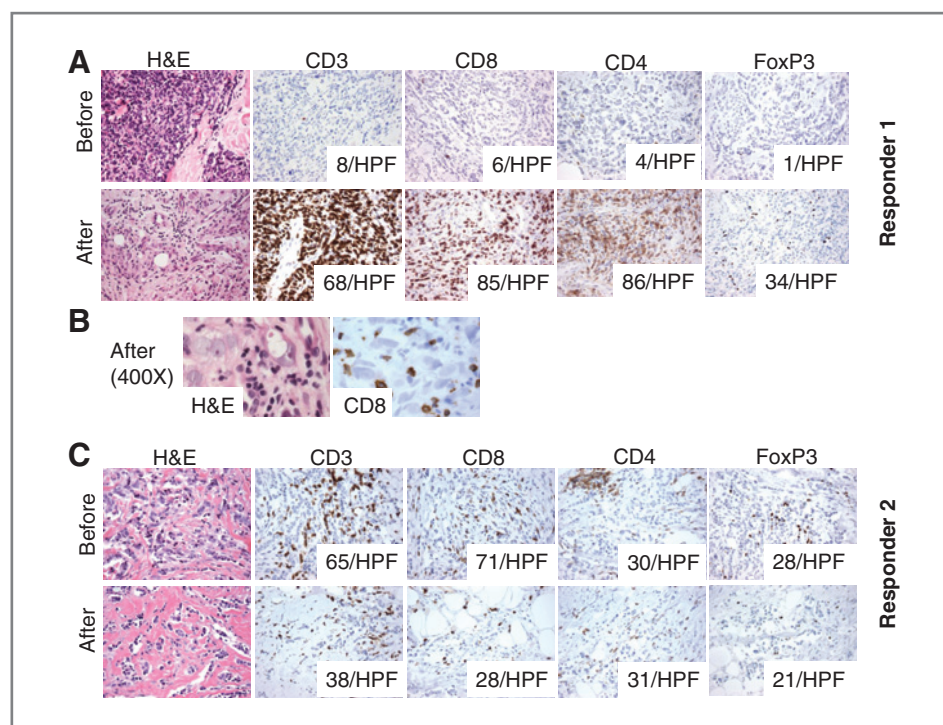 A
H&E CD3 CD8 CD4 FoxP3
Before
8/HPF 6/HPF 4/HPF 1/HPF
After
68/HPF 85/HPF 86/HPF 34/HPF
Responder 1
B
After
(400X)
H&E CD8
C
H&E CD3 CD8 CD4 FoxP3
Before
65/HPF 71/HPF 30/HPF 28/HPF
After
38/HPF 28/HPF 31/HPF 21/HPF
Responder 2